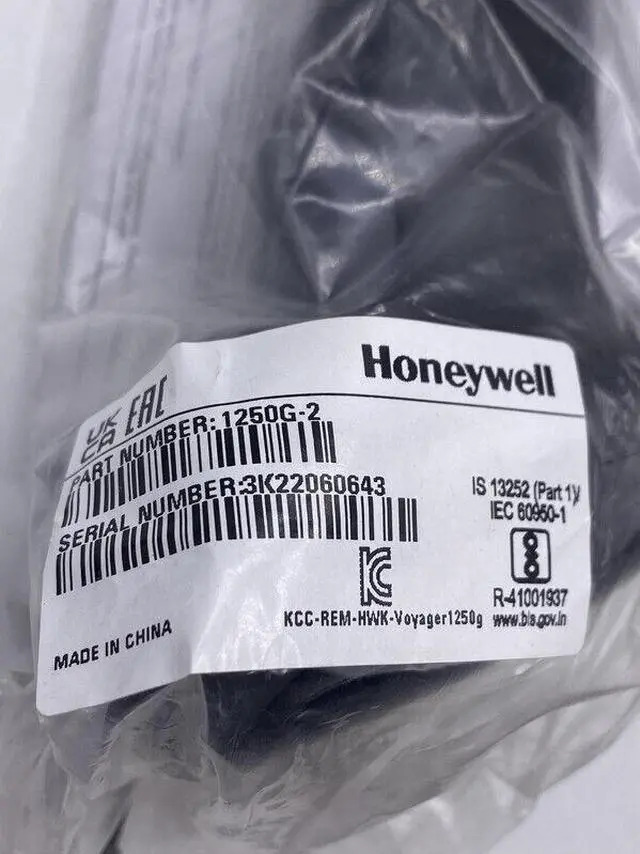 Honeywell
UK
CA EAC
PART NUMBER: 1250G-2
SERIAL NUMBER:3K22060643
IS 13252 (Part 1)/
IEC 60950-1
R-41001937
www.bis.gov.in
KCC-REM-HWK-Voyager1250g
MADE IN CHINA